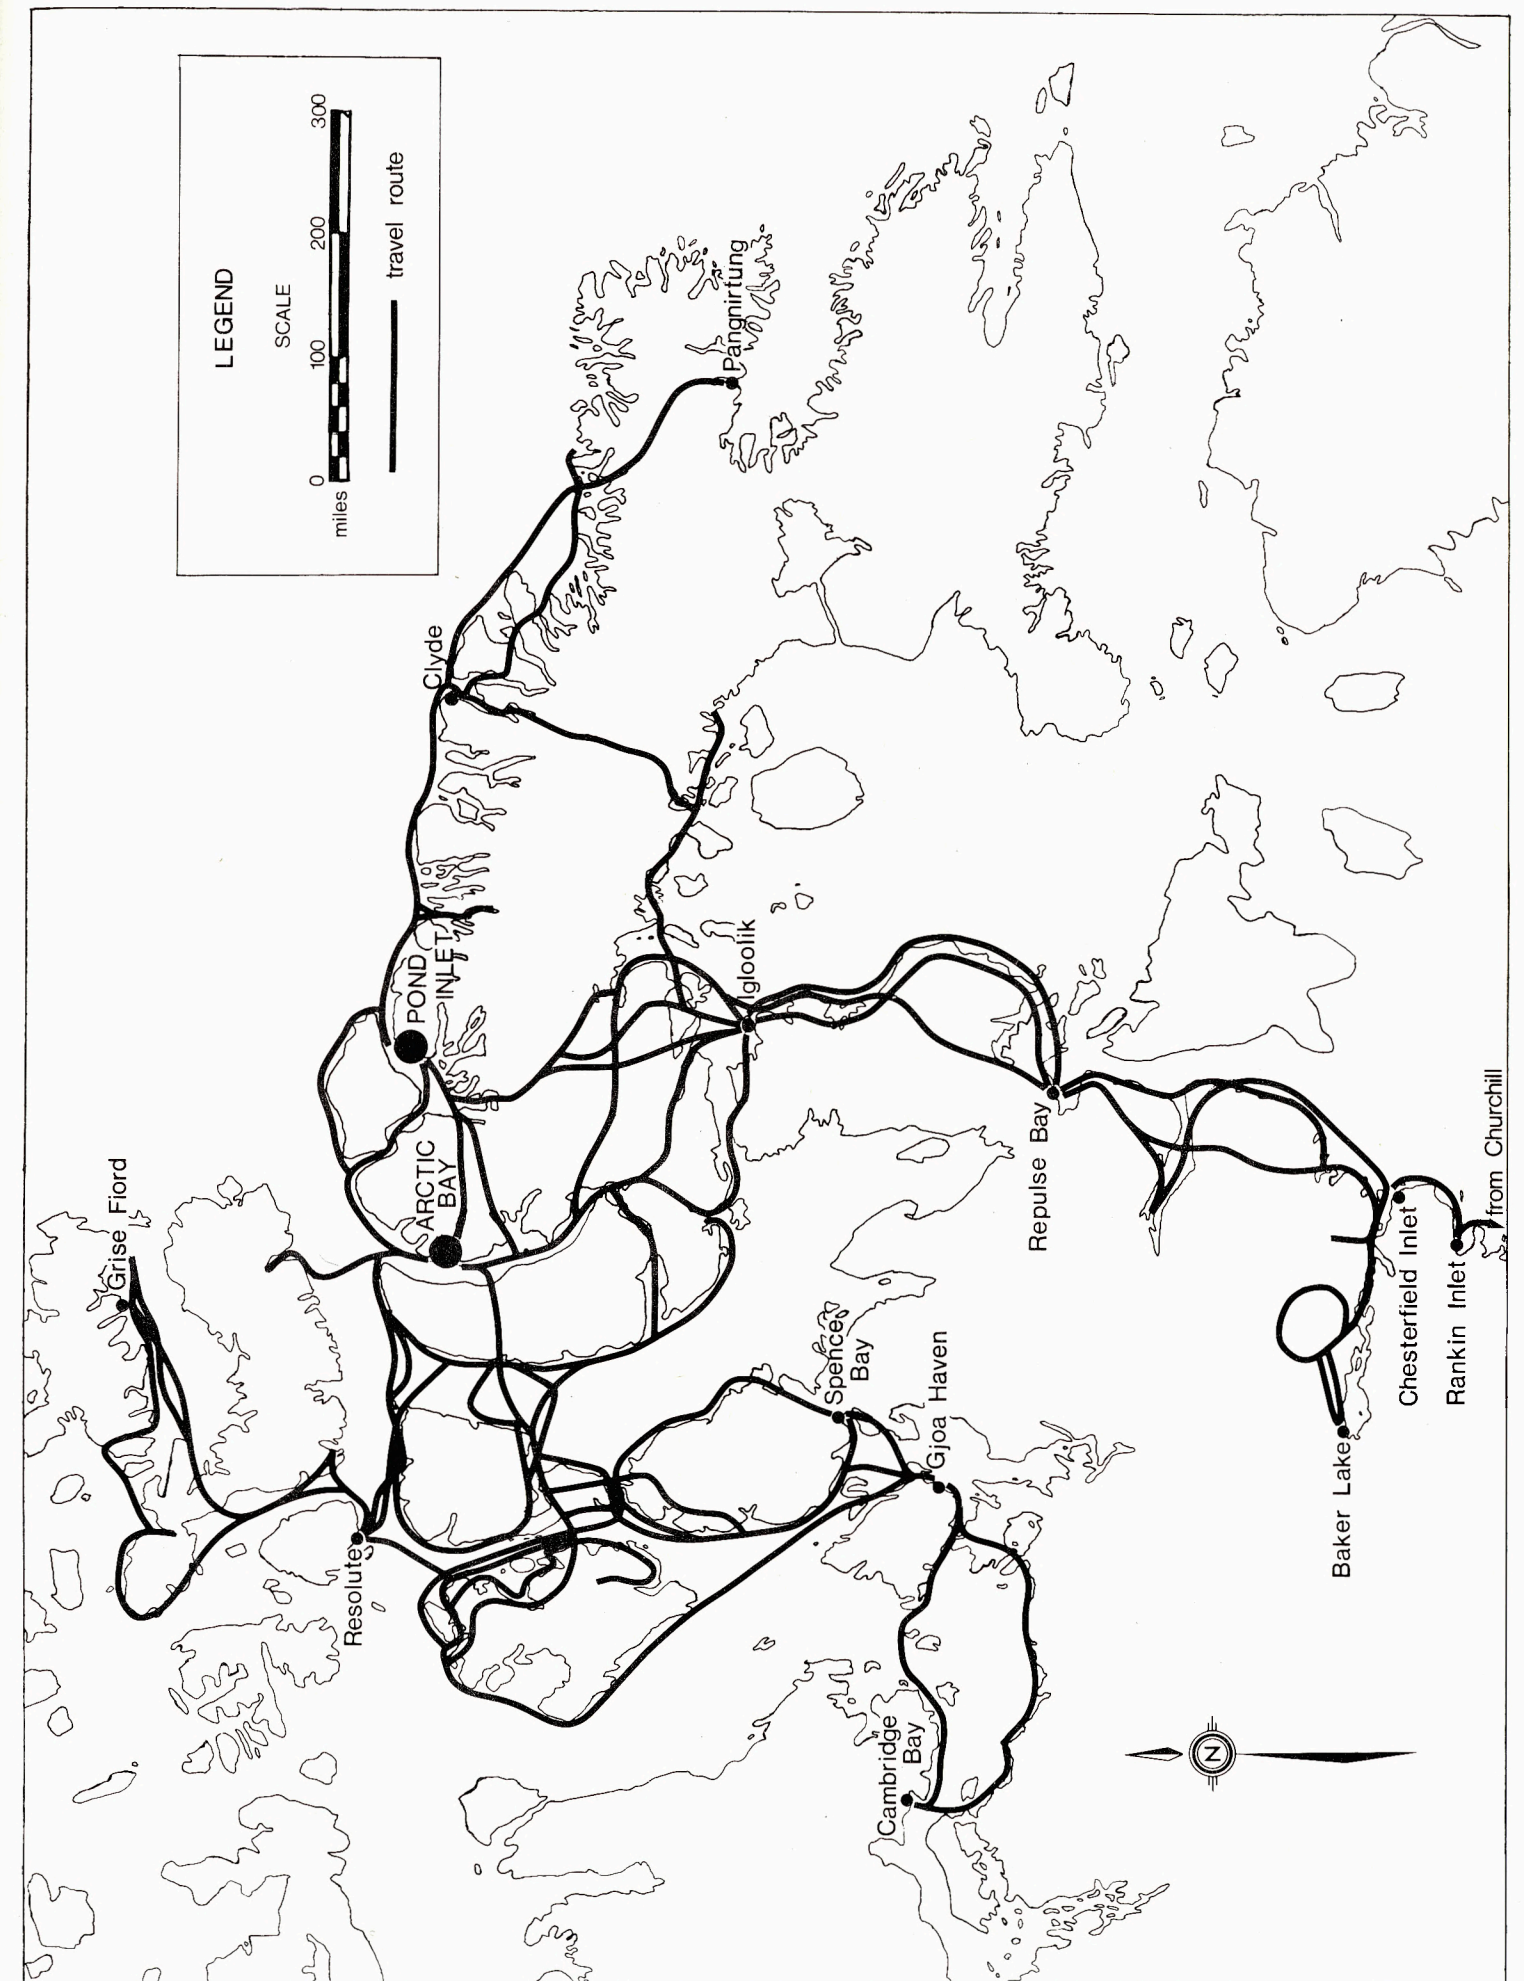 LEGEND
SCALE
0 100 200 300
miles
travel route
Grise Fiord
Resolute
ARCTIC
BAY
POND
INLET
Clyde
Pangnirtung
Igloolik
Spence
Bay
Gjoa Haven
Cambridge
Bay
Repulse Bay
Baker Lake
Chesterfield Inlet
Rankin Inlet
from Churchill
N